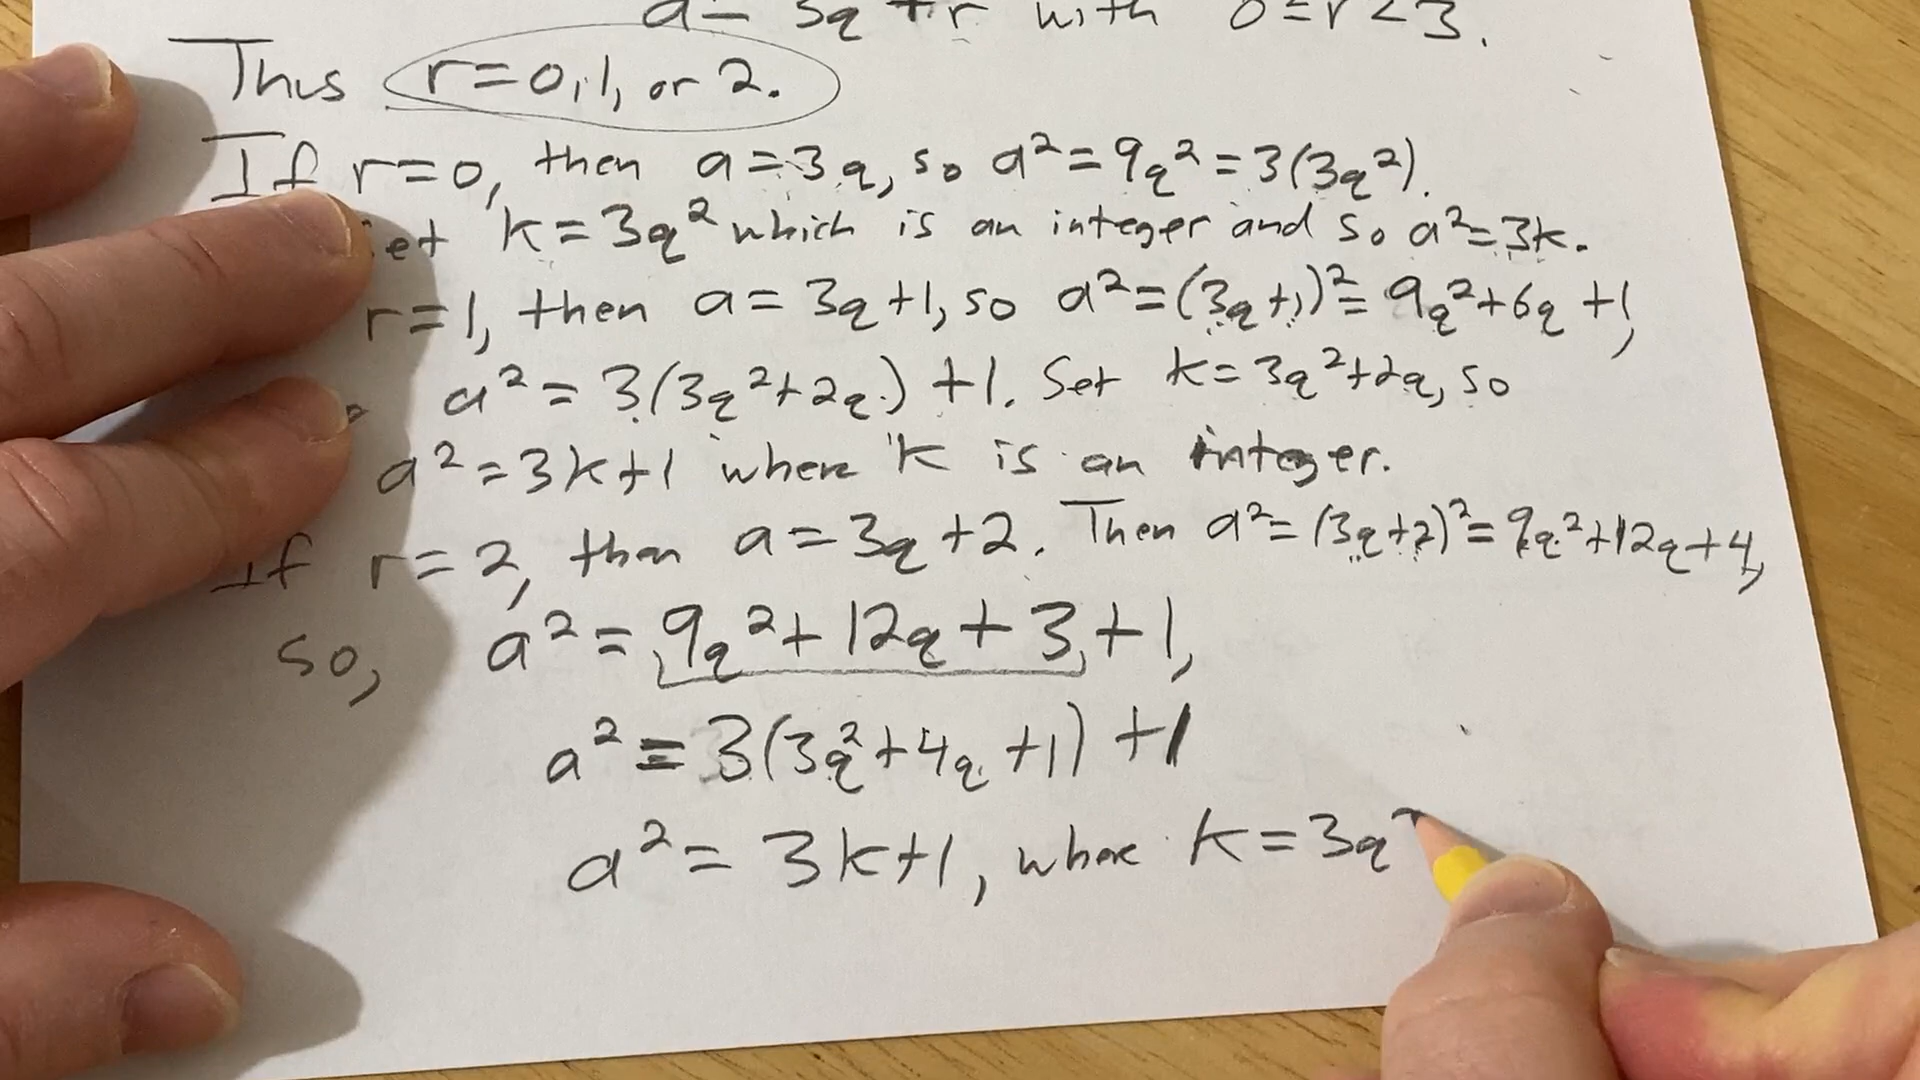 a = 3q + r with 0 ≤ r < 3.
Thus r=0,1, or 2.
If r=0, then a=3q, so a²=9q²=3(3q²).
et k=3q² which is an integer and so a²=3k.
r=1, then a=3q+1, so a²=(3q+1)²=9q²+6q+1,
a²=3(3q²+2q)+1. Set k=3q²+2q, so
a²=3k+1 where k is an integer.
If r=2, then a=3q+2. Then a²=(3q+2)²=9q²+12q+4,
so, a²=9q²+12q+3+1,
a²=3(3q²+4q+1)+1
a²=3k+1, where k=3q²